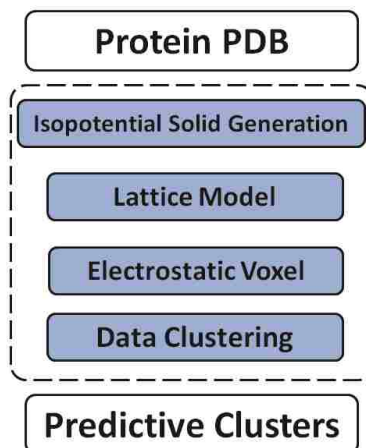 Protein PDB
Isopotential Solid Generation
Lattice Model
Electrostatic Voxel
Data Clustering
Predictive Clusters